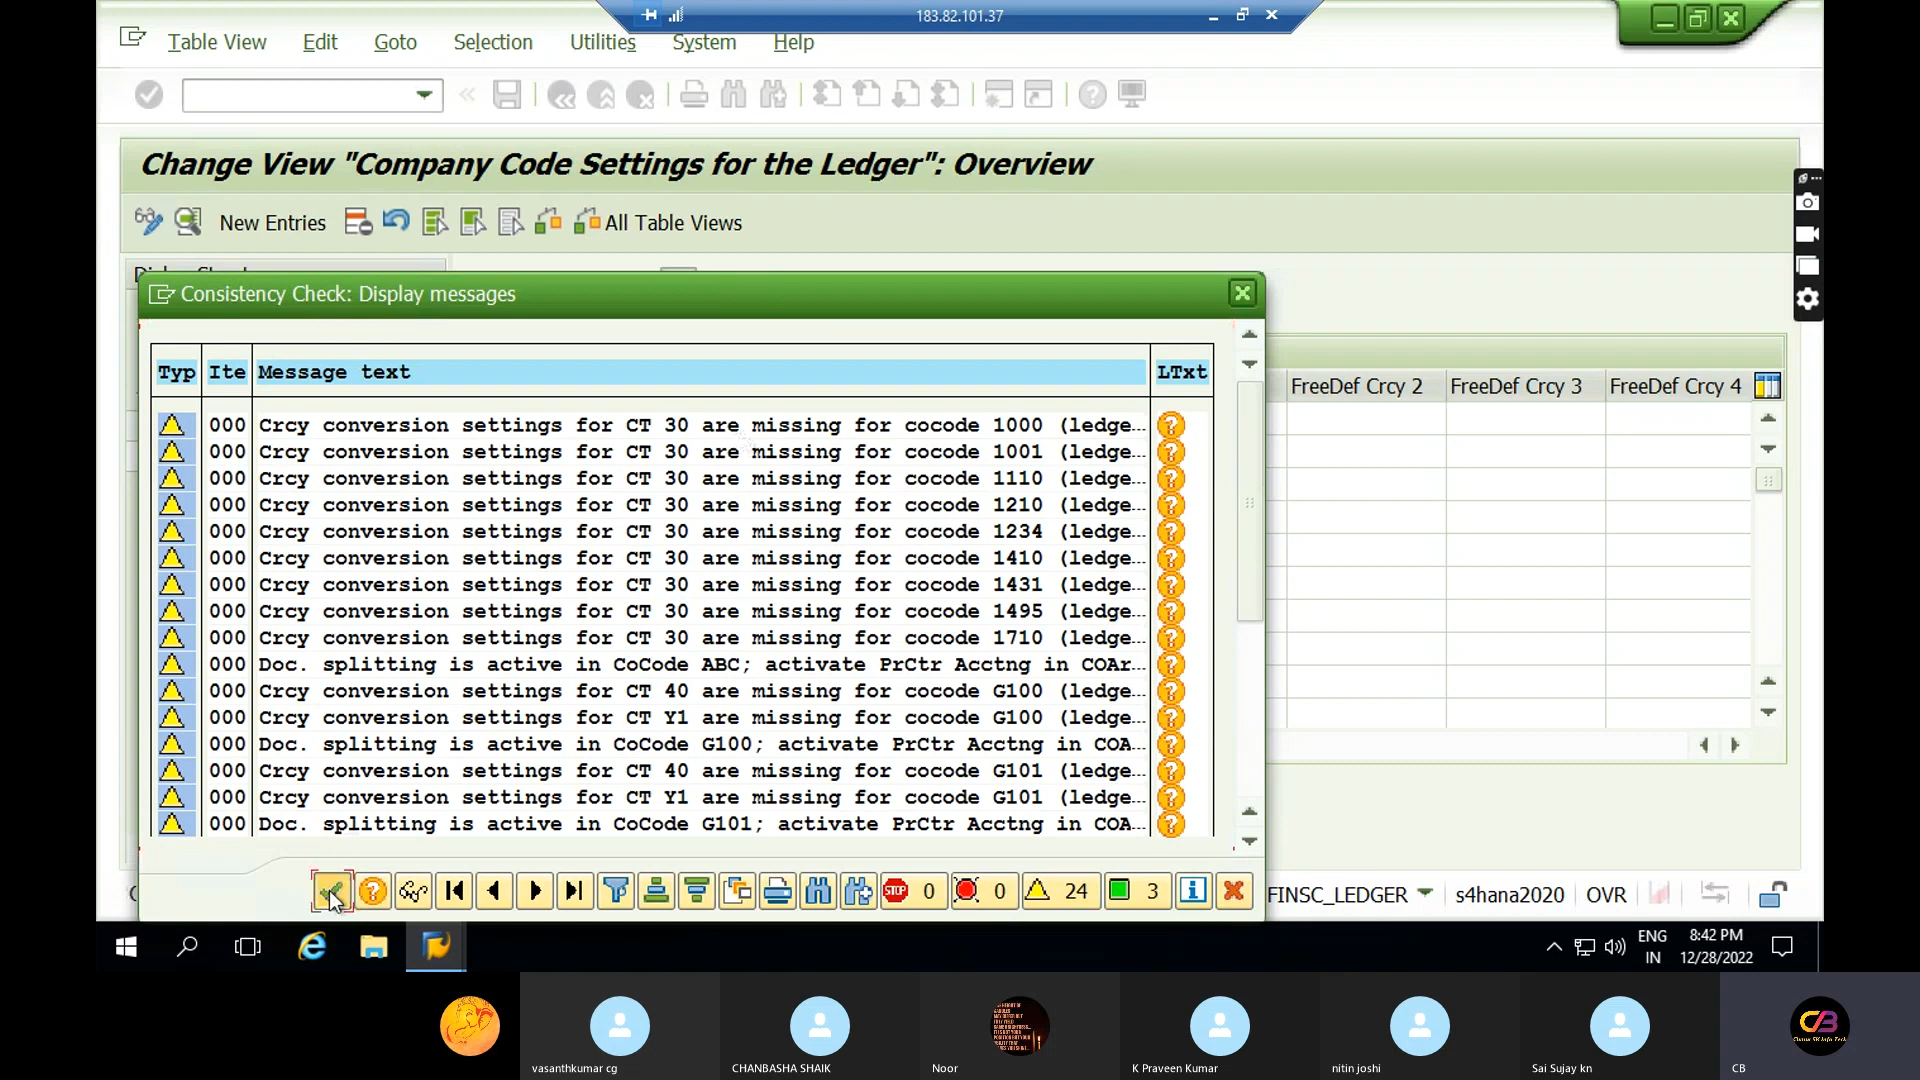 183.82.101.37
Table View Edit Goto Selection Utilities System Help
Change View "Company Code Settings for the Ledger": Overview
New Entries All Table Views
Consistency Check: Display messages
Typ Ite Message text LTxt
FreeDef Crcy 2 FreeDef Crcy 3 FreeDef Crcy 4
000 Crcy conversion settings for CT 30 are missing for cocode 1000 (ledge...
000 Crcy conversion settings for CT 30 are missing for cocode 1001 (ledge...
000 Crcy conversion settings for CT 30 are missing for cocode 1110 (ledge...
000 Crcy conversion settings for CT 30 are missing for cocode 1210 (ledge...
000 Crcy conversion settings for CT 30 are missing for cocode 1234 (ledge...
000 Crcy conversion settings for CT 30 are missing for cocode 1410 (ledge...
000 Crcy conversion settings for CT 30 are missing for cocode 1431 (ledge...
000 Crcy conversion settings for CT 30 are missing for cocode 1495 (ledge...
000 Crcy conversion settings for CT 30 are missing for cocode 1710 (ledge...
000 Doc. splitting is active in CoCode ABC; activate PrCtr Acctng in COAr...
000 Crcy conversion settings for CT 40 are missing for cocode G100 (ledge...
000 Crcy conversion settings for CT Y1 are missing for cocode G100 (ledge...
000 Doc. splitting is active in CoCode G100; activate PrCtr Acctng in COA...
000 Crcy conversion settings for CT 40 are missing for cocode G101 (ledge...
000 Crcy conversion settings for CT Y1 are missing for cocode G101 (ledge...
000 Doc. splitting is active in CoCode G101; activate PrCtr Acctng in COA...
STOP 0 0 24 3
FINSC_LEDGER s4hana2020 OVR
ENG 8:42 PM
IN 12/28/2022
vasanthkumar cg CHANBASHA SHAIK Noor K Praveen Kumar nitin joshi Sai Sujay kn CB